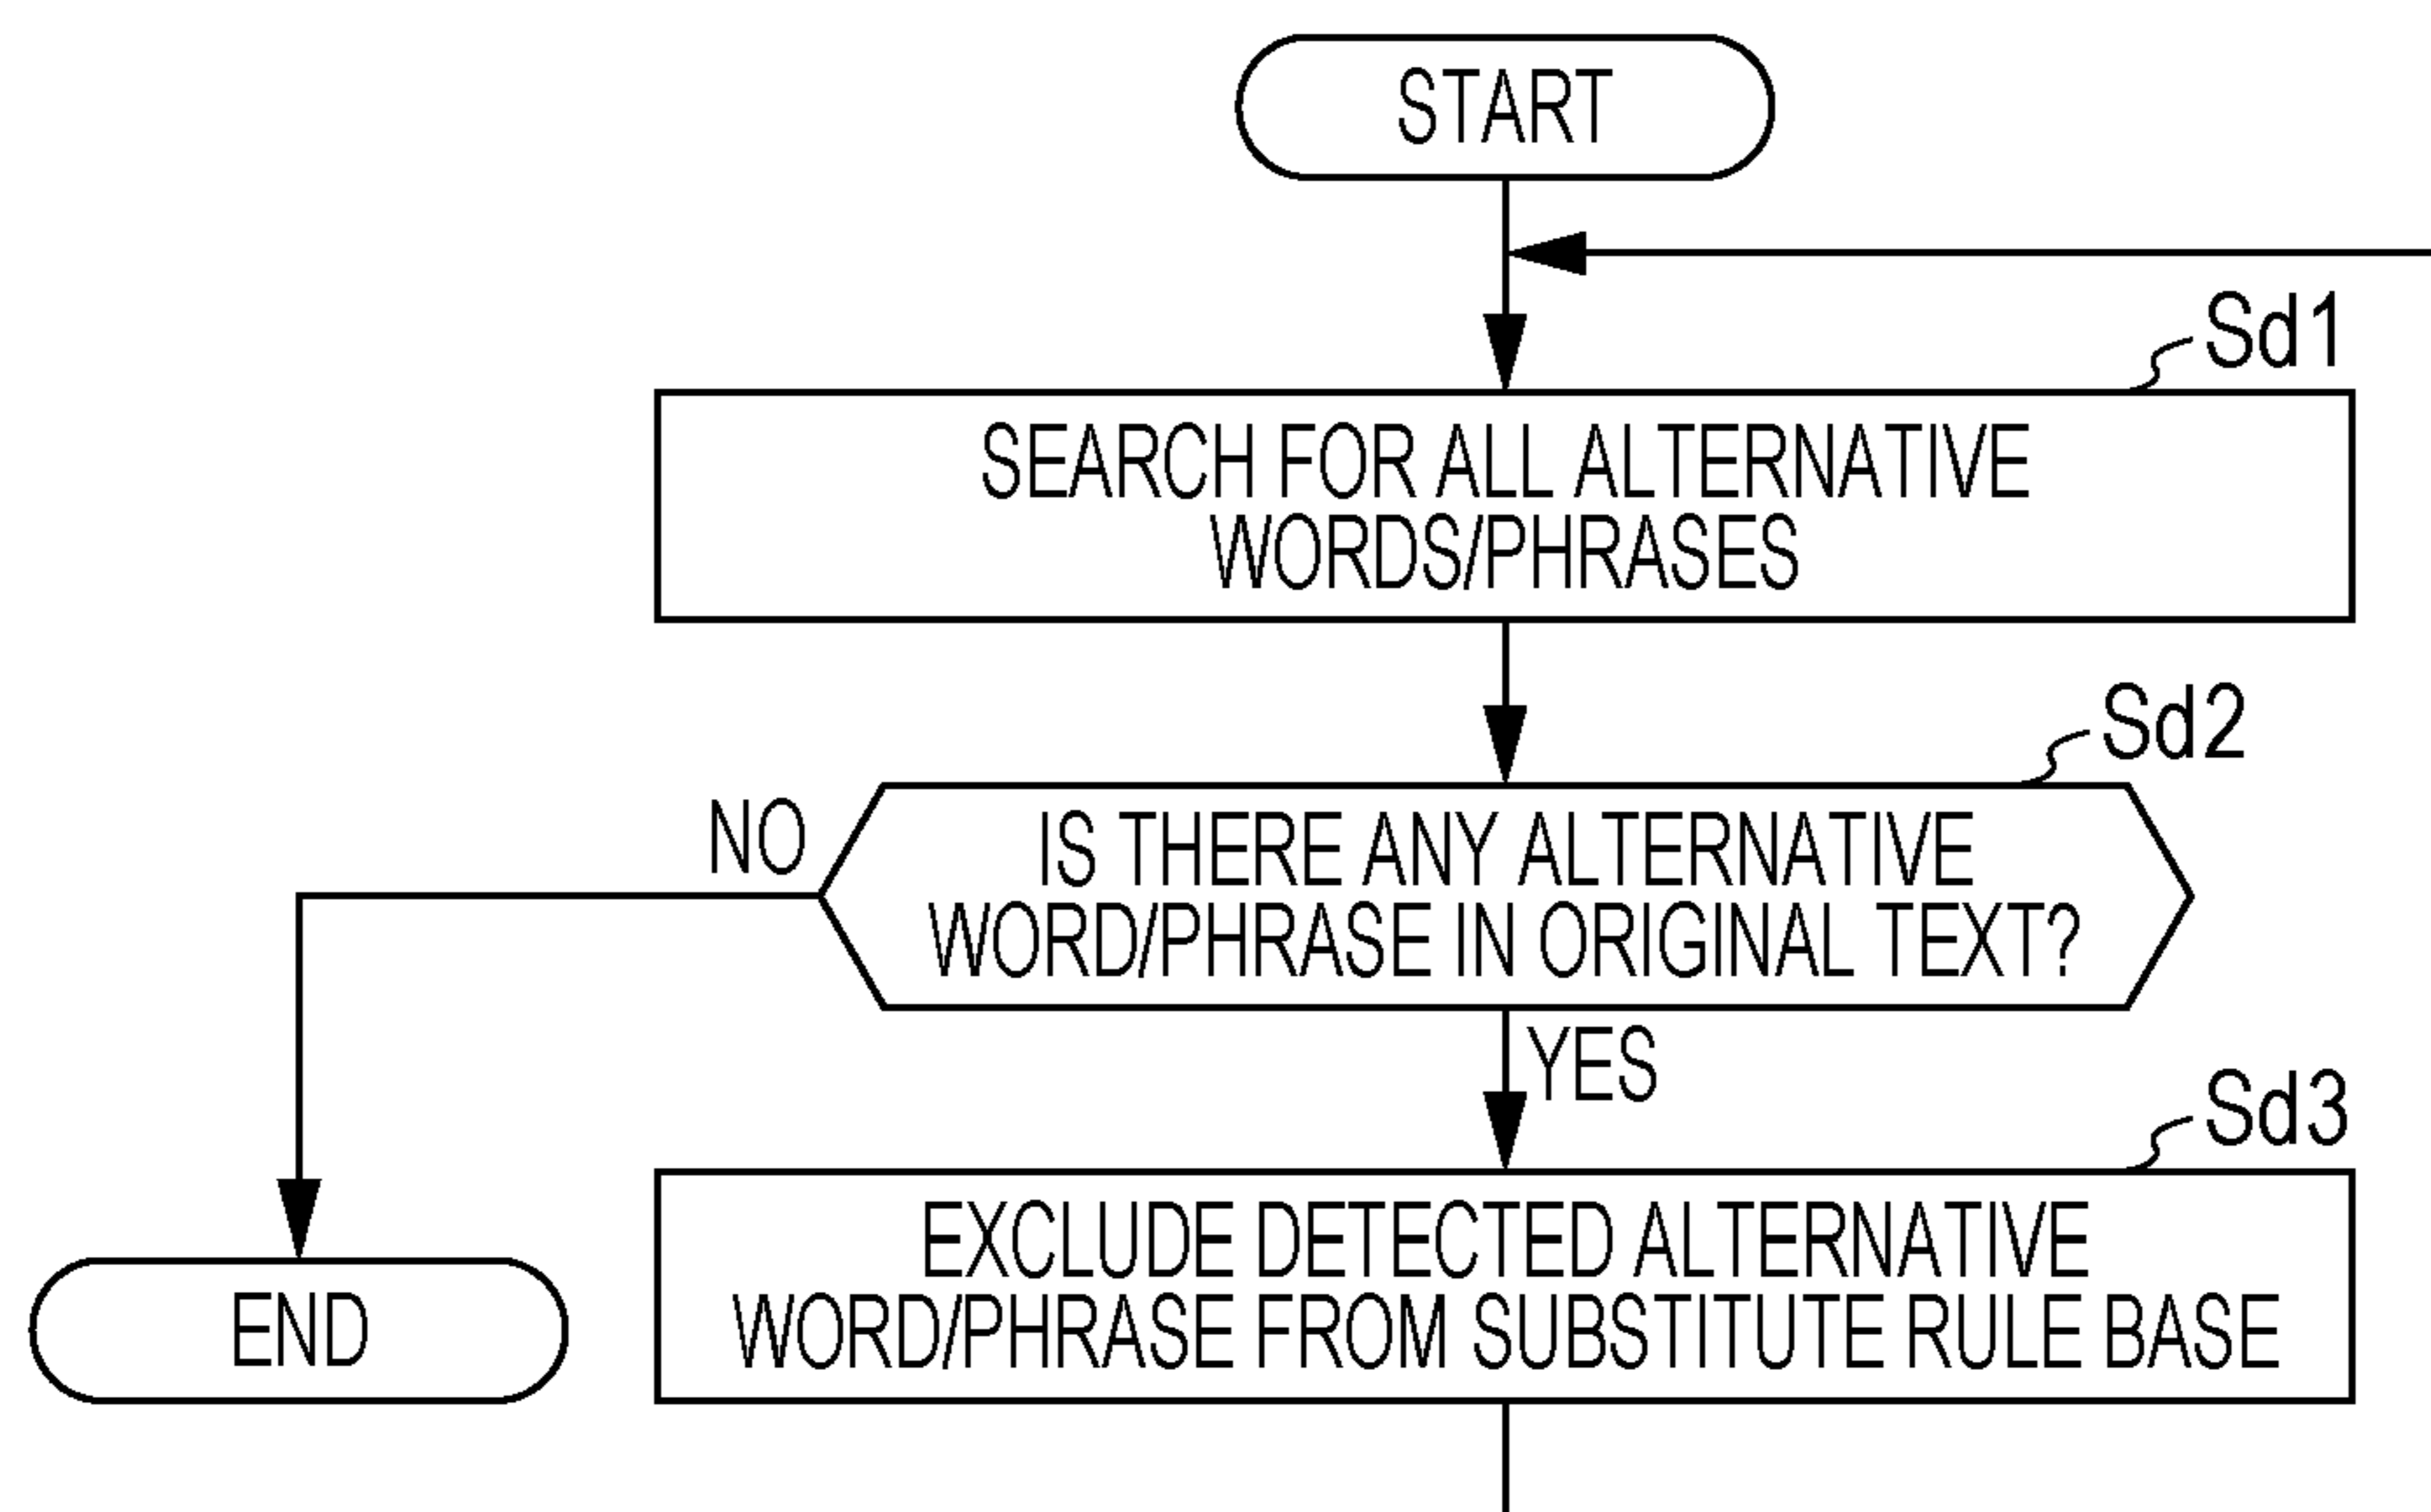 START
Sd1
SEARCH FOR ALL ALTERNATIVE
WORDS/PHRASES
Sd2
NO
IS THERE ANY ALTERNATIVE
WORD/PHRASE IN ORIGINAL TEXT?
YES
Sd3
EXCLUDE DETECTED ALTERNATIVE
WORD/PHRASE FROM SUBSTITUTE RULE BASE
END